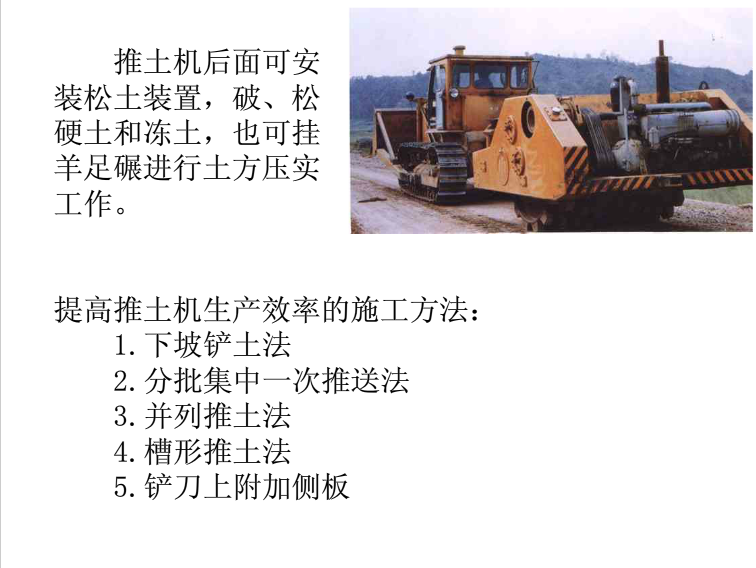 推土机后面可安
装松土装置，破、松
硬土和冻土，也可挂
羊足碾进行土方压实
工作。
提高推土机生产效率的施工方法：
1.下坡铲土法
2.分批集中一次推送法
3.并列推土法
4.槽形推土法
5.铲刀上附加侧板